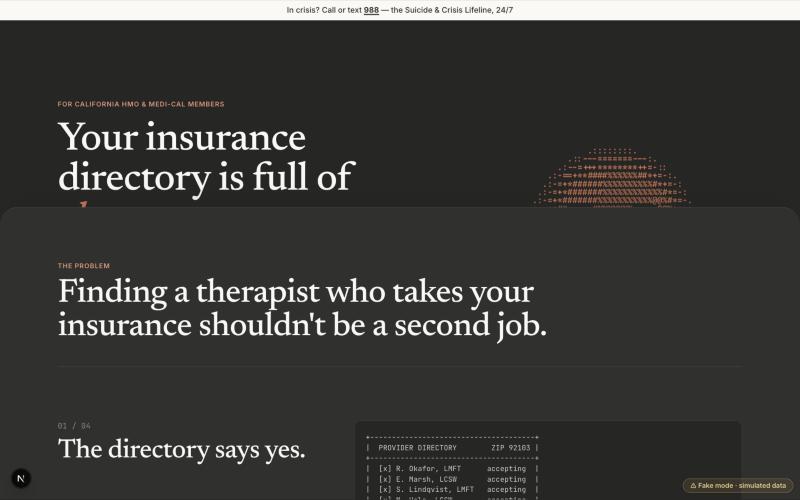 In crisis? Call or text 988 — the Suicide & Crisis Lifeline, 24/7
FOR CALIFORNIA HMO & MEDI-CAL MEMBERS
Your insurance
directory is full of
THE PROBLEM
Finding a therapist who takes your
insurance shouldn't be a second job.
01 / 04
The directory says yes.
PROVIDER DIRECTORY ZIP 92103
[x] R. Okafor, LMFT accepting
[x] E. Marsh, LCSW accepting
[x] S. Lindqvist, LMFT accepting
N
⚠ Fake mode · simulated data